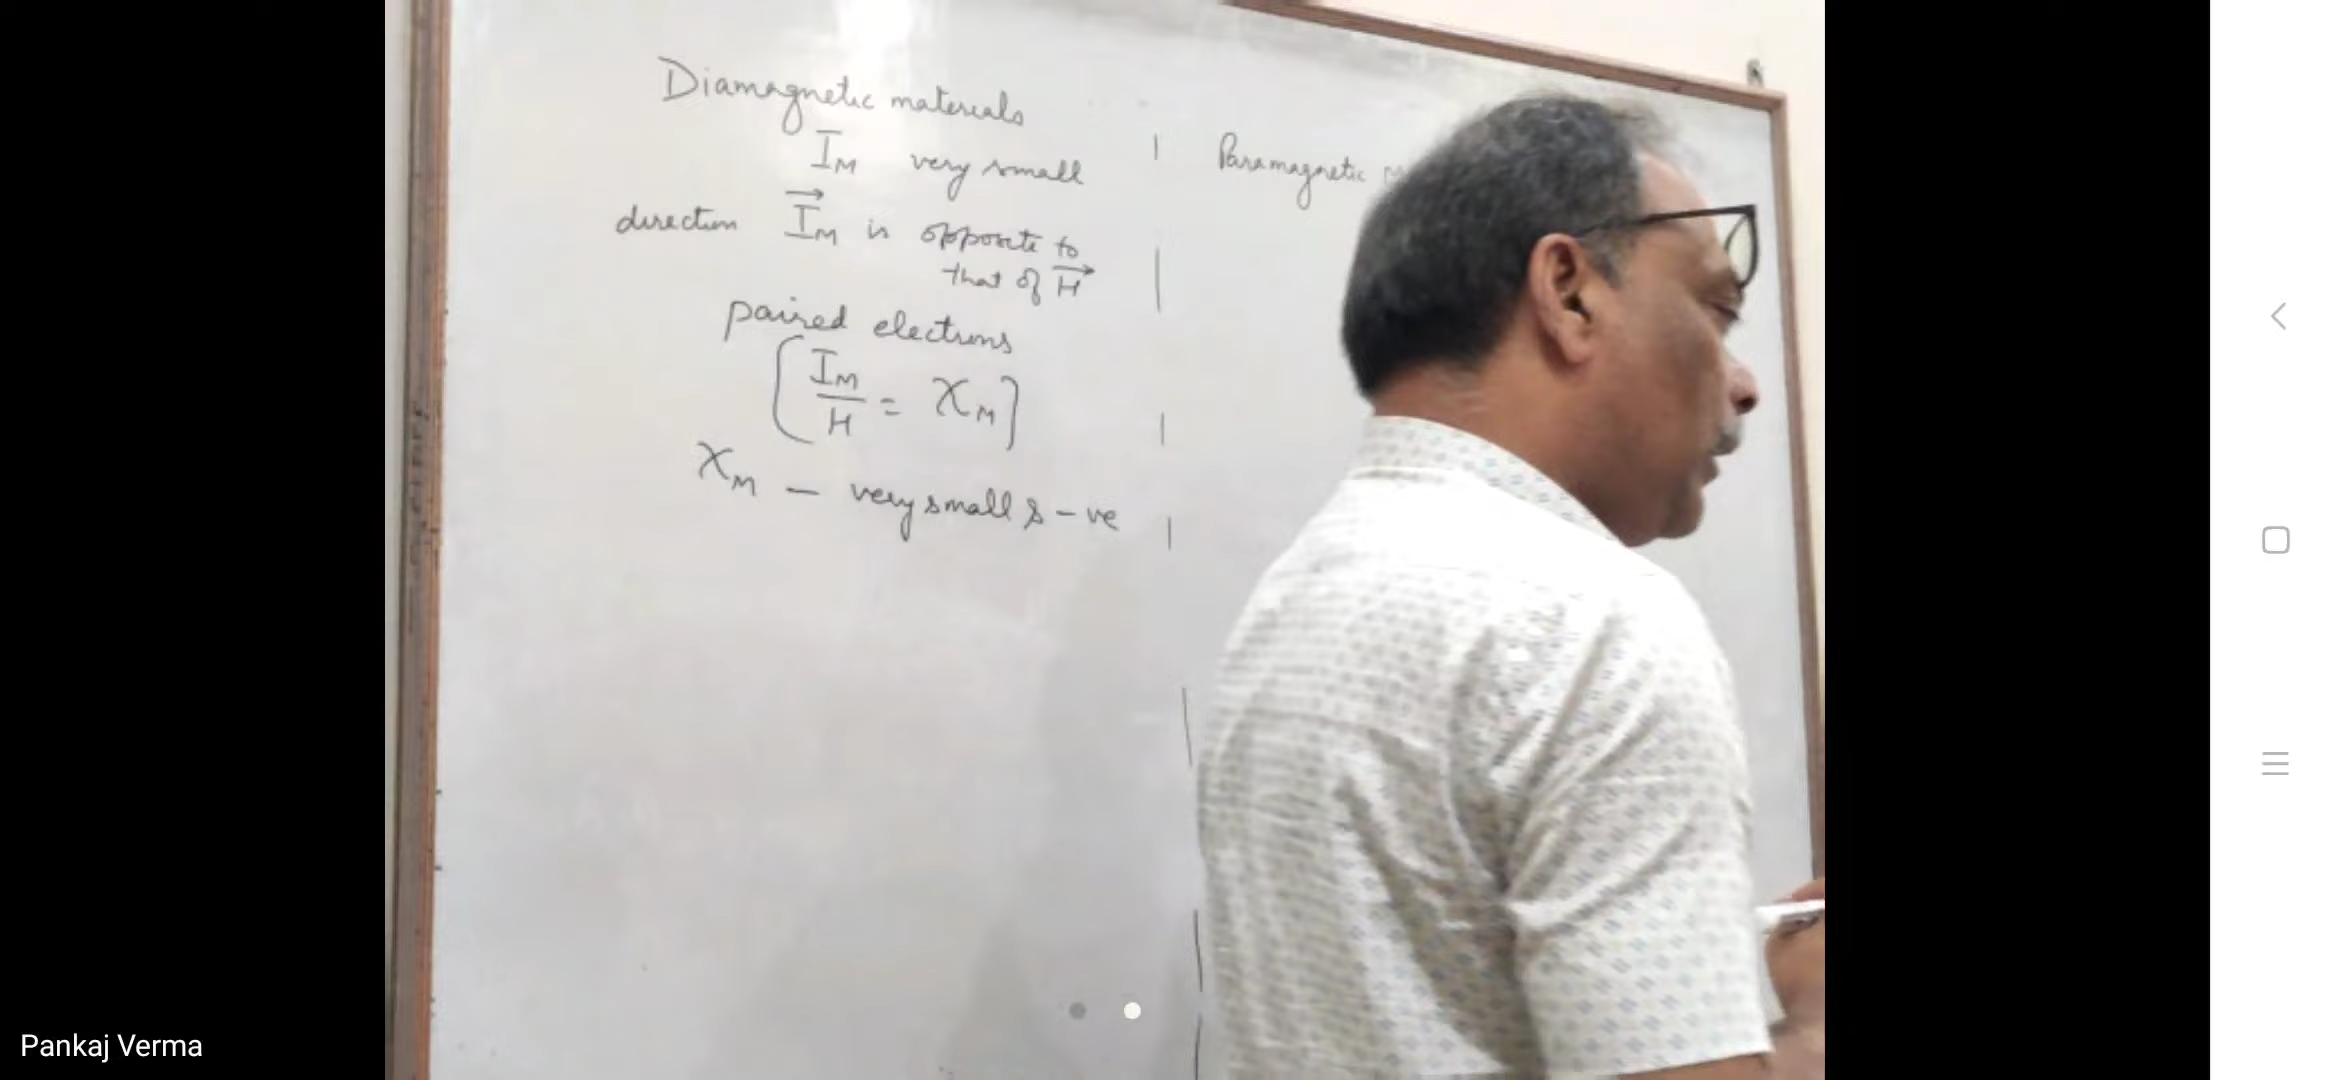 Diamagnetic materials
I_M very small
direction I_M is opposite to
that of H
paired electrons
[I_M/H = χ_M]
χ_M — very small & -ve
Paramagnetic
Pankaj Verma